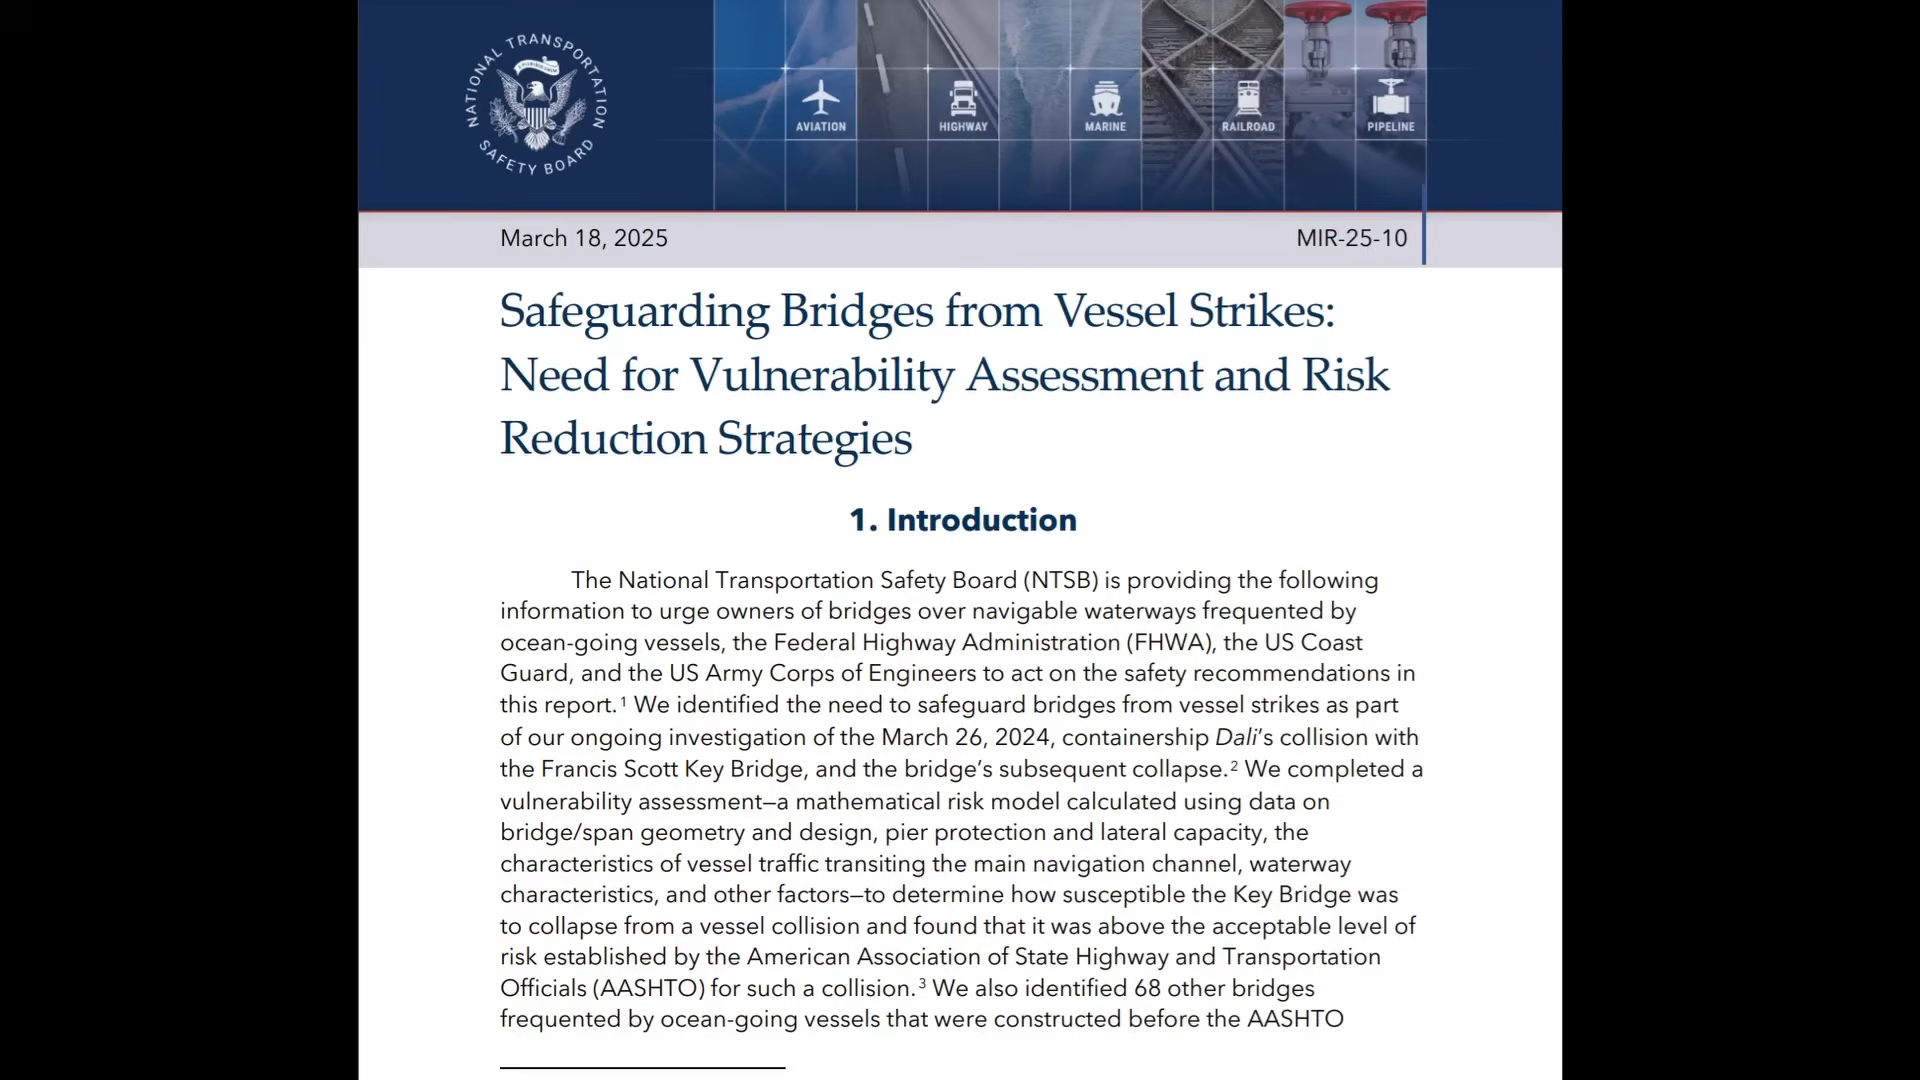 NATIONAL TRANSPORTATION
SAFETY BOARD
AVIATION
HIGHWAY
MARINE
RAILROAD
PIPELINE
March 18, 2025
MIR-25-10
Safeguarding Bridges from Vessel Strikes:
Need for Vulnerability Assessment and Risk
Reduction Strategies
1. Introduction
The National Transportation Safety Board (NTSB) is providing the following
information to urge owners of bridges over navigable waterways frequented by
ocean-going vessels, the Federal Highway Administration (FHWA), the US Coast
Guard, and the US Army Corps of Engineers to act on the safety recommendations in
this report.¹ We identified the need to safeguard bridges from vessel strikes as part
of our ongoing investigation of the March 26, 2024, containership Dali's collision with
the Francis Scott Key Bridge, and the bridge's subsequent collapse.² We completed a
vulnerability assessment—a mathematical risk model calculated using data on
bridge/span geometry and design, pier protection and lateral capacity, the
characteristics of vessel traffic transiting the main navigation channel, waterway
characteristics, and other factors—to determine how susceptible the Key Bridge was
to collapse from a vessel collision and found that it was above the acceptable level of
risk established by the American Association of State Highway and Transportation
Officials (AASHTO) for such a collision.³ We also identified 68 other bridges
frequented by ocean-going vessels that were constructed before the AASHTO